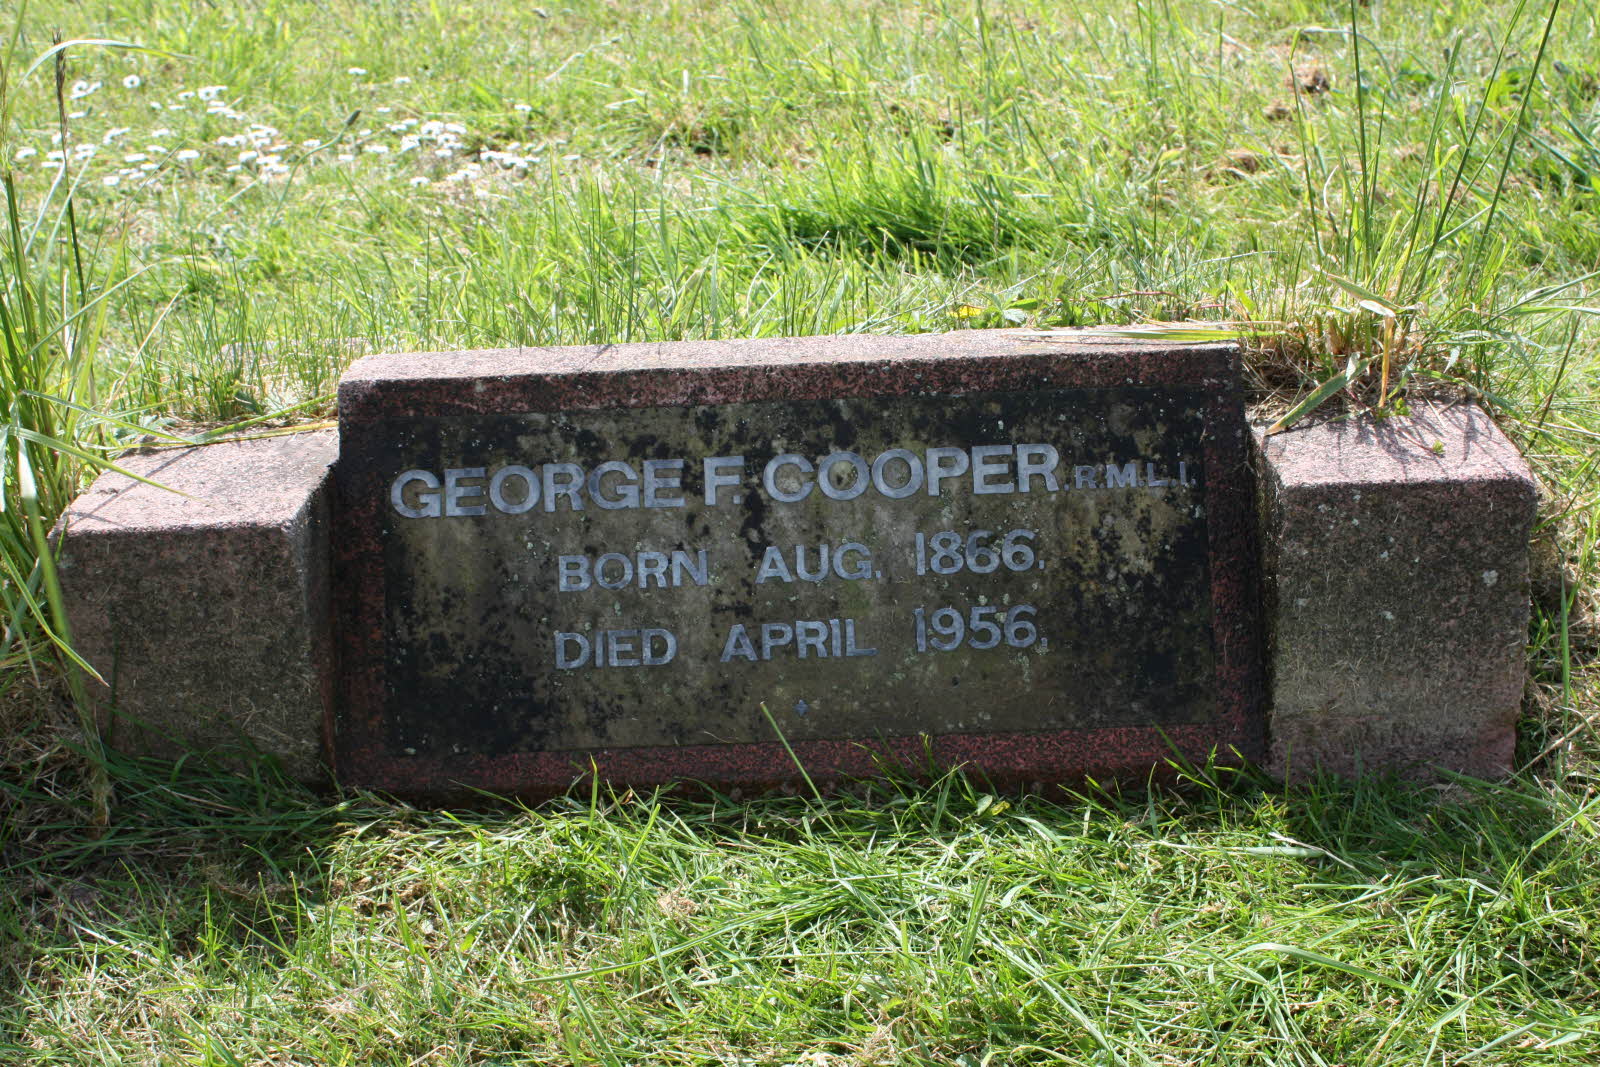 GEORGE F. COOPER R.M.L.I.
BORN AUG. 1866.
DIED APRIL 1956.